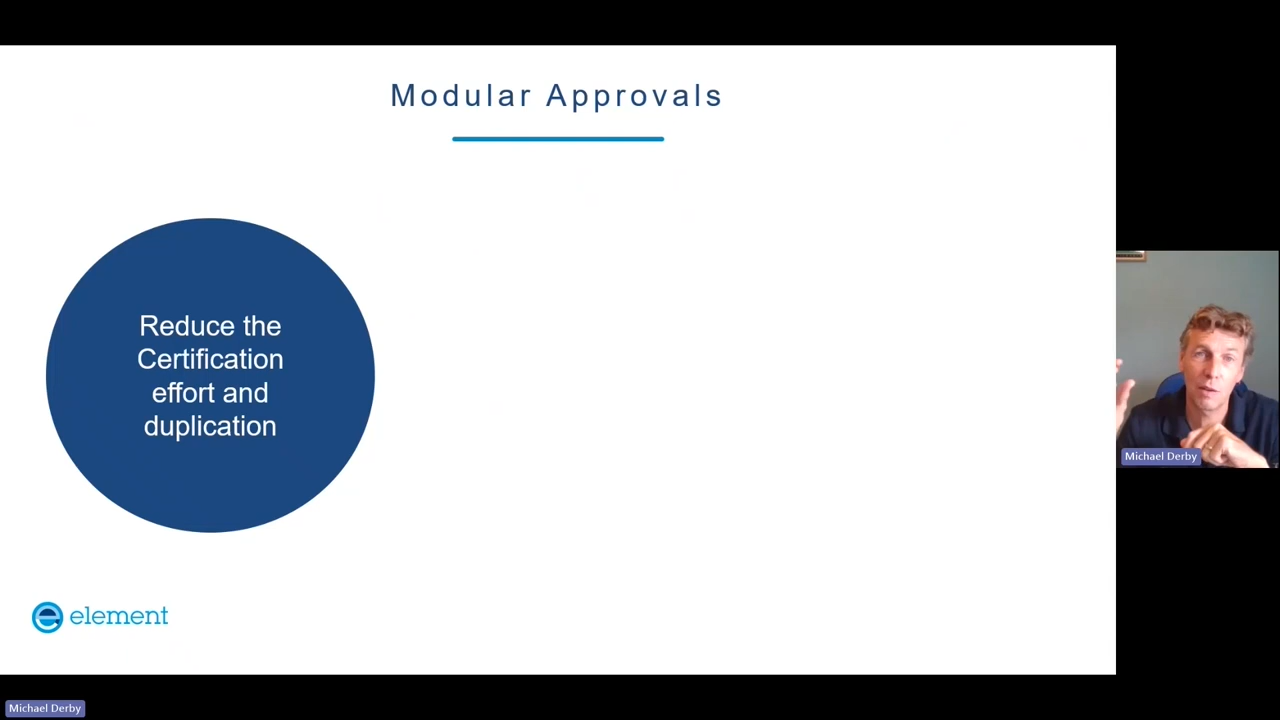 Modular Approvals
Reduce the
Certification
effort and
duplication
element
Michael Derby
Michael Derby